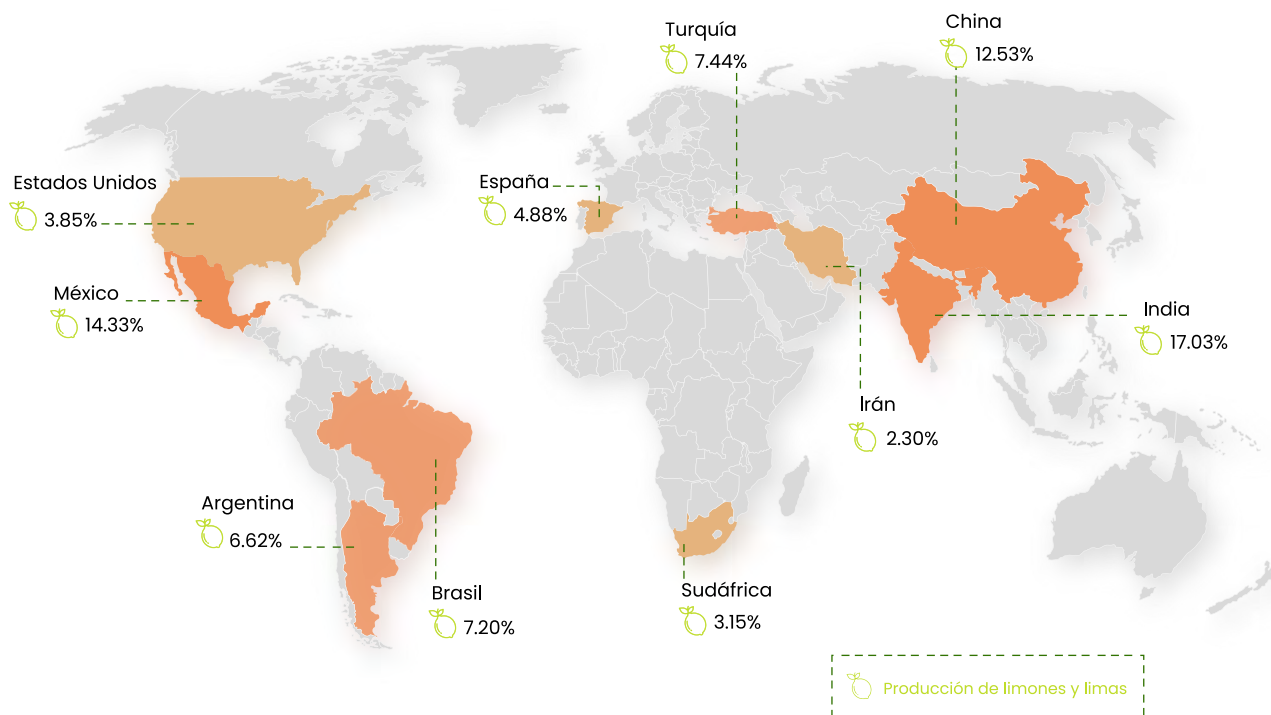 China
12.53%
Turquía
7.44%
Estados Unidos
3.85%
España
4.88%
México
14.33%
India
17.03%
Irán
2.30%
Argentina
6.62%
Brasil
7.20%
Sudáfrica
3.15%
Producción de limones y limas